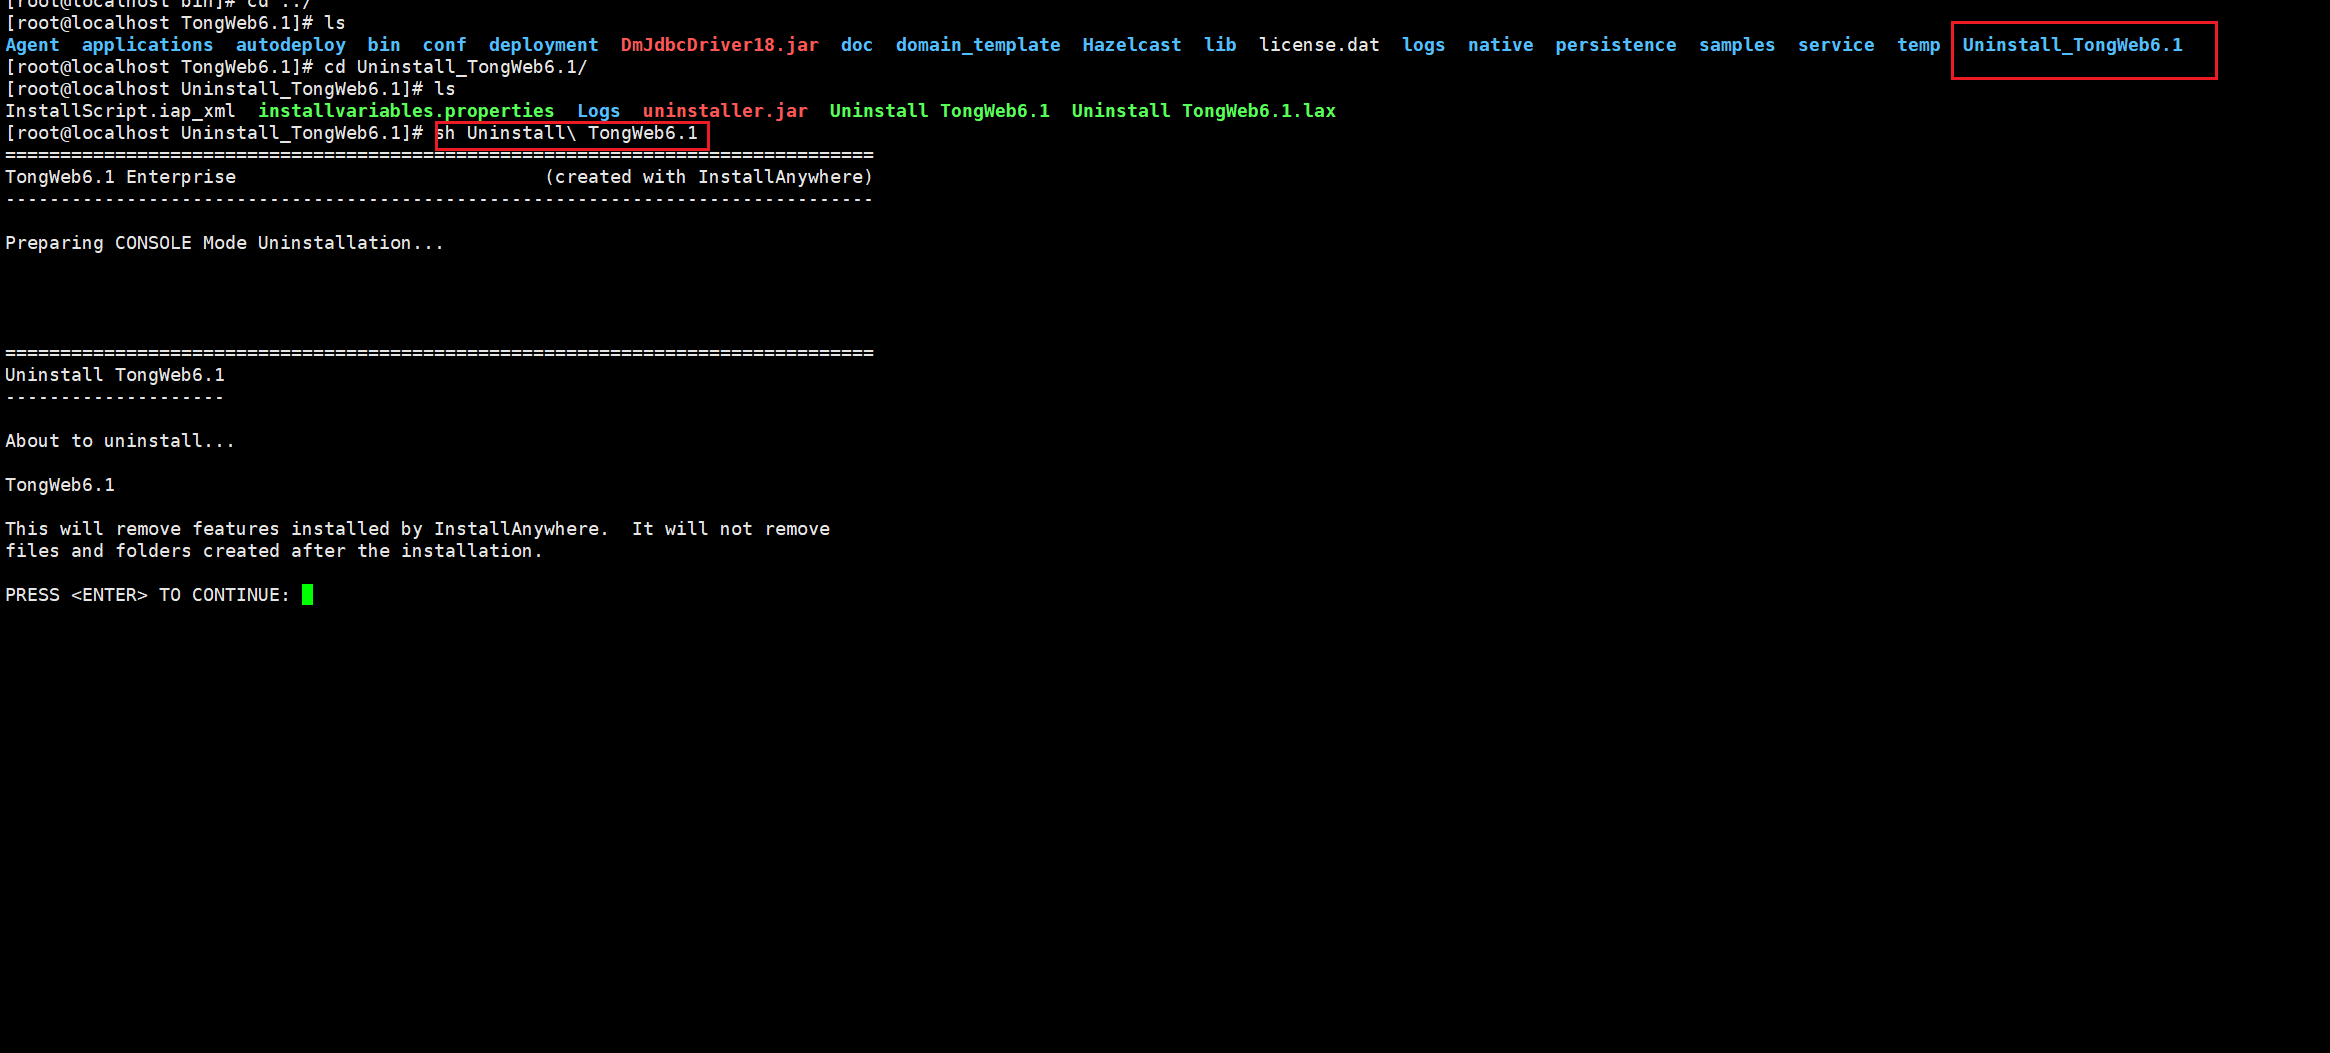 [root@localhost bin]# cd ../
[root@localhost TongWeb6.1]# ls
Agent  applications  autodeploy  bin  conf  deployment  DmJdbcDriver18.jar  doc  domain_template  Hazelcast  lib  license.dat  logs  native  persistence  samples  service  temp  Uninstall_TongWeb6.1
[root@localhost TongWeb6.1]# cd Uninstall_TongWeb6.1/
[root@localhost Uninstall_TongWeb6.1]# ls
InstallScript.iap_xml  installvariables.properties  Logs  uninstaller.jar  Uninstall TongWeb6.1  Uninstall TongWeb6.1.lax
[root@localhost Uninstall_TongWeb6.1]# sh Uninstall\ TongWeb6.1
===============================================================================
TongWeb6.1 Enterprise                            (created with InstallAnywhere)
-------------------------------------------------------------------------------
Preparing CONSOLE Mode Uninstallation...
===============================================================================
Uninstall TongWeb6.1
--------------------
About to uninstall...
TongWeb6.1
This will remove features installed by InstallAnywhere.  It will not remove
files and folders created after the installation.
PRESS <ENTER> TO CONTINUE: